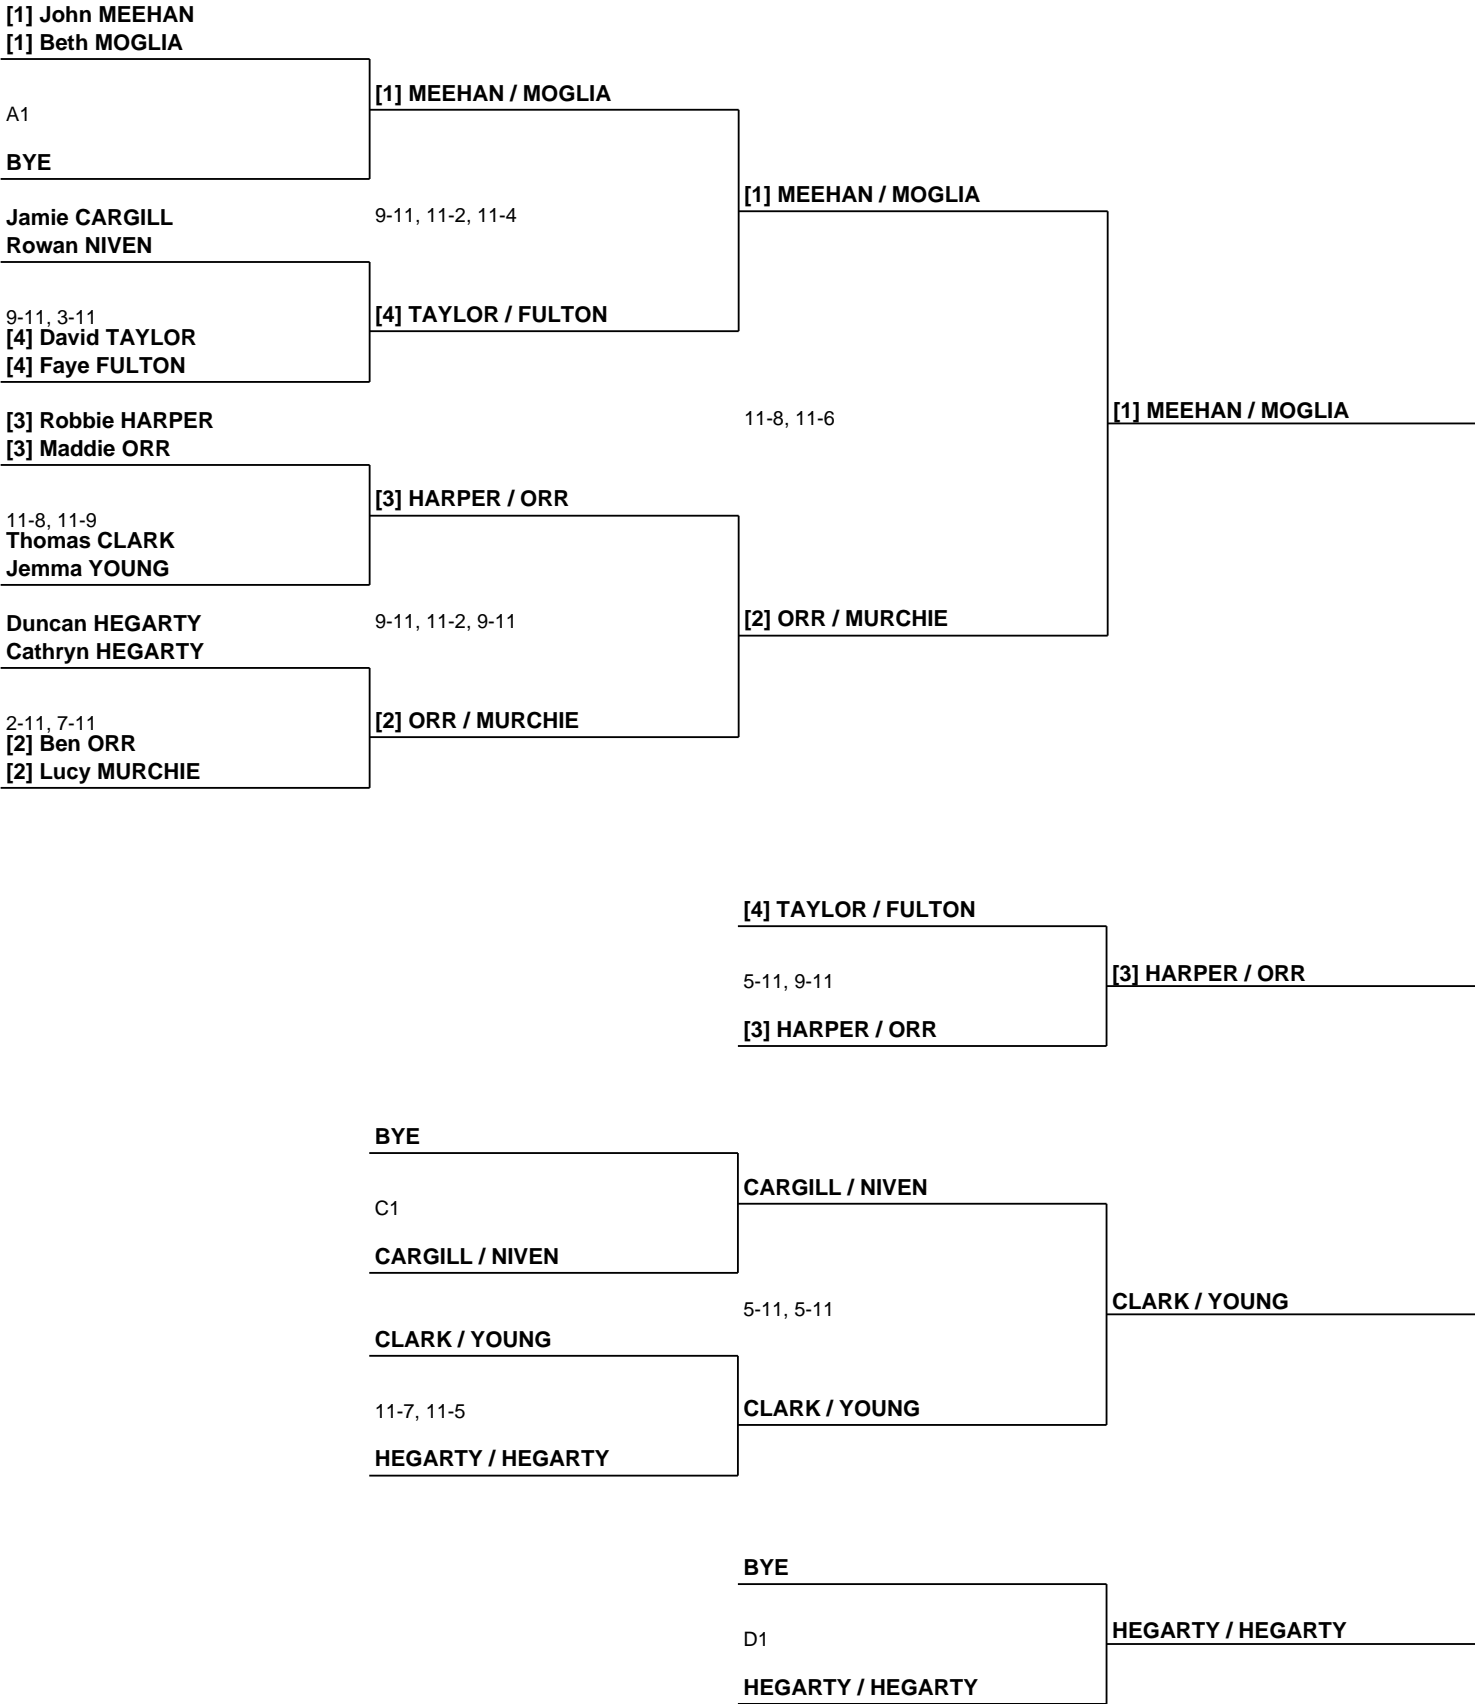 [1] John MEEHAN
[1] Beth MOGLIA
[1] MEEHAN / MOGLIA
A1
BYE
[1] MEEHAN / MOGLIA
Jamie CARGILL
9-11, 11-2, 11-4
Rowan NIVEN
9-11, 3-11
[4] TAYLOR / FULTON
[4] David TAYLOR
[4] Faye FULTON
[3] Robbie HARPER
11-8, 11-6
[1] MEEHAN / MOGLIA
[3] Maddie ORR
[3] HARPER / ORR
11-8, 11-9
Thomas CLARK
Jemma YOUNG
Duncan HEGARTY
9-11, 11-2, 9-11
[2] ORR / MURCHIE
Cathryn HEGARTY
2-11, 7-11
[2] ORR / MURCHIE
[2] Ben ORR
[2] Lucy MURCHIE
[4] TAYLOR / FULTON
5-11, 9-11
[3] HARPER / ORR
[3] HARPER / ORR
BYE
CARGILL / NIVEN
C1
CARGILL / NIVEN
5-11, 5-11
CLARK / YOUNG
CLARK / YOUNG
11-7, 11-5
CLARK / YOUNG
HEGARTY / HEGARTY
BYE
D1
HEGARTY / HEGARTY
HEGARTY / HEGARTY